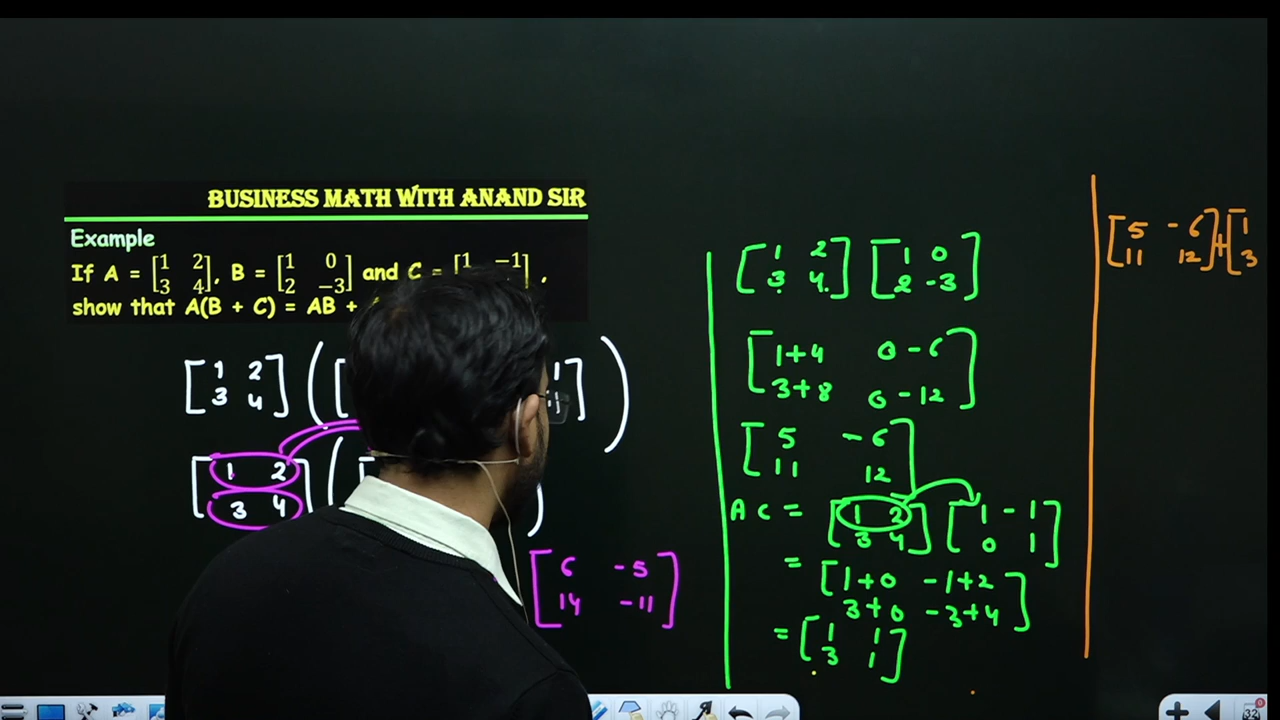 BUSINESS MATH WITH ANAND SIR
Example
If A = [1 2 3 4], B = [1 0 2 -3] and C = [1 -1
show that A(B + C) = AB +
[1 2 3 4] ([ 1 ])
[1 2 3 4] (
[6 -5
14 -11]
[1 2 3 4] [1 0 2 -3]
[1+4 0-6
3+8 0-12]
[5 -6
11 12
AC = [1 2 3 4] [1 -1 0 1]
= [1+0 -1+2
3+0 -3+4]
= [1 1
3 1]
[5 -6 11 12] + [1 3
32